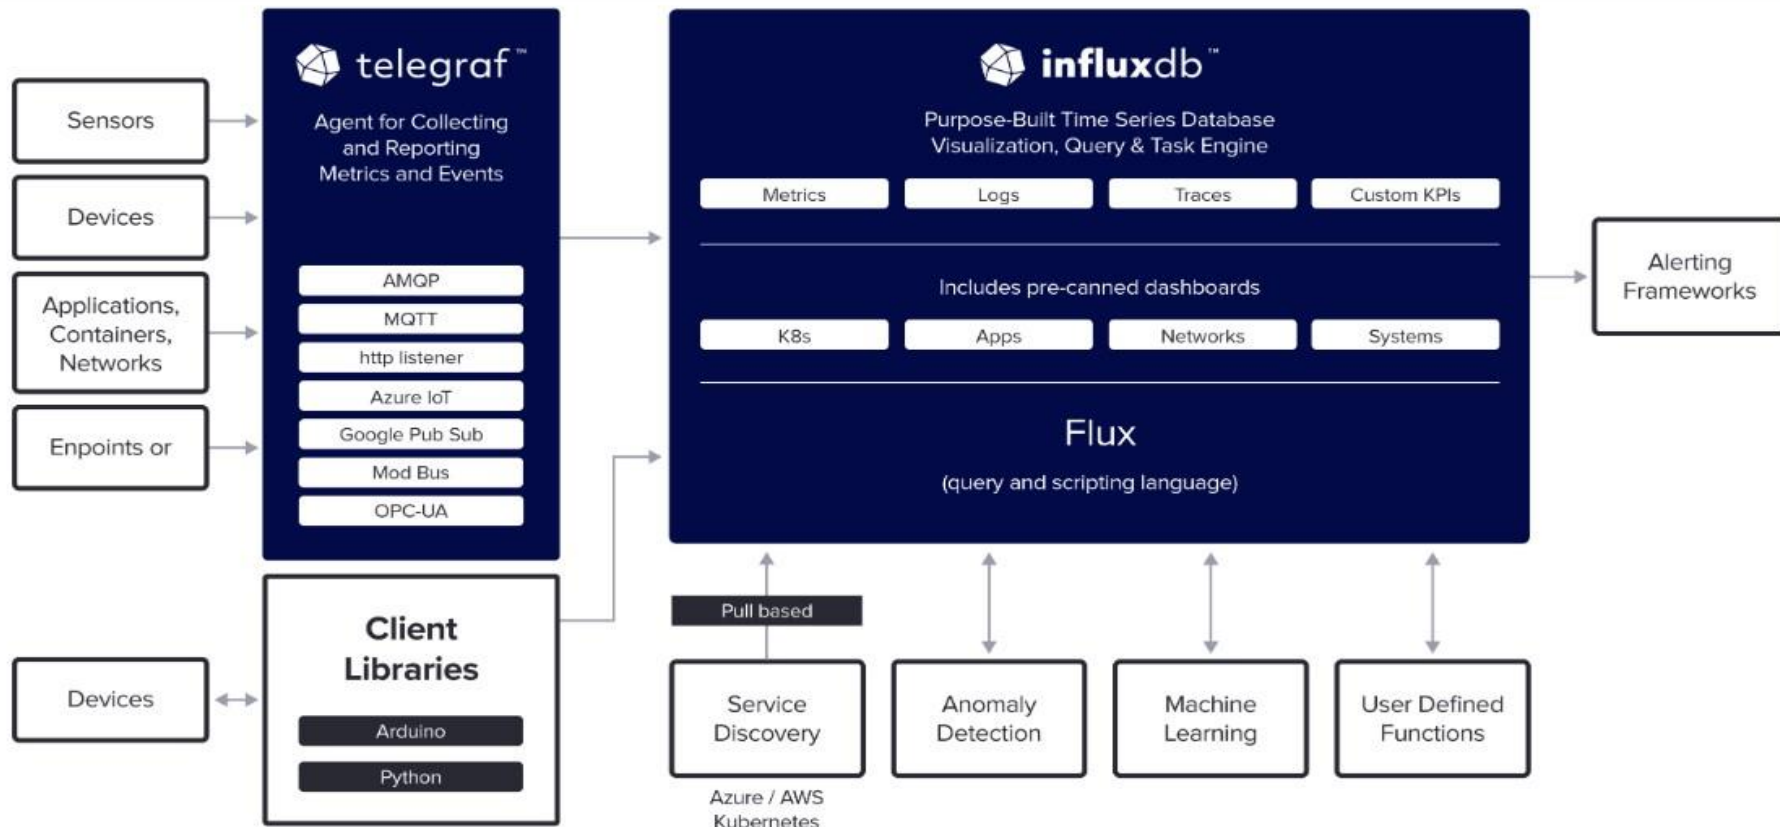 Sensors
Devices
Applications,
Containers,
Networks
Enpoints or
telegraf™
Agent for Collecting
and Reporting
Metrics and Events
AMQP
MQTT
http listener
Azure IoT
Google Pub Sub
Mod Bus
OPC-UA
Devices
Client
Libraries
Arduino
Python
influxdb™
Purpose-Built Time Series Database
Visualization, Query & Task Engine
Metrics
Logs
Traces
Custom KPIs
Includes pre-canned dashboards
K8s
Apps
Networks
Systems
Flux
(query and scripting language)
Alerting
Frameworks
Pull based
Service
Discovery
Azure / AWS
Kubernetes
Anomaly
Detection
Machine
Learning
User Defined
Functions